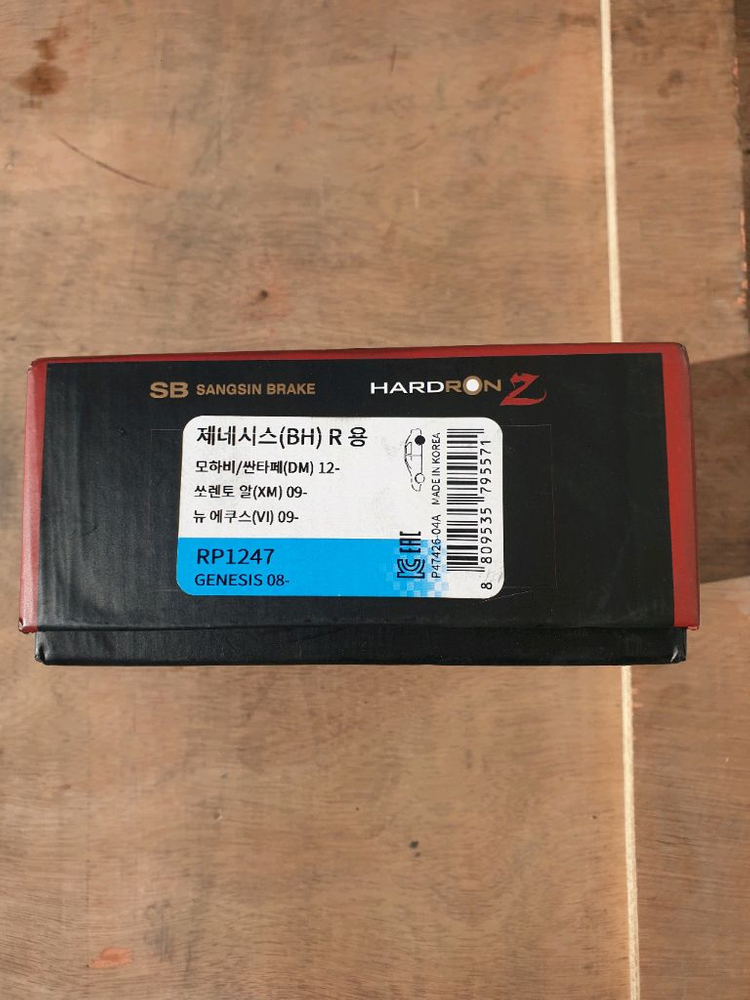 SB SANGSIN BRAKE
HARDRON Z
제네시스(BH) R 용
모하비/싼타페(DM) 12-
쏘렌토 알(XM) 09-
뉴 에쿠스(VI) 09-
RP1247
GENESIS 08-
EAC
P47426-04A MADE IN KOREA
8 809535 795571